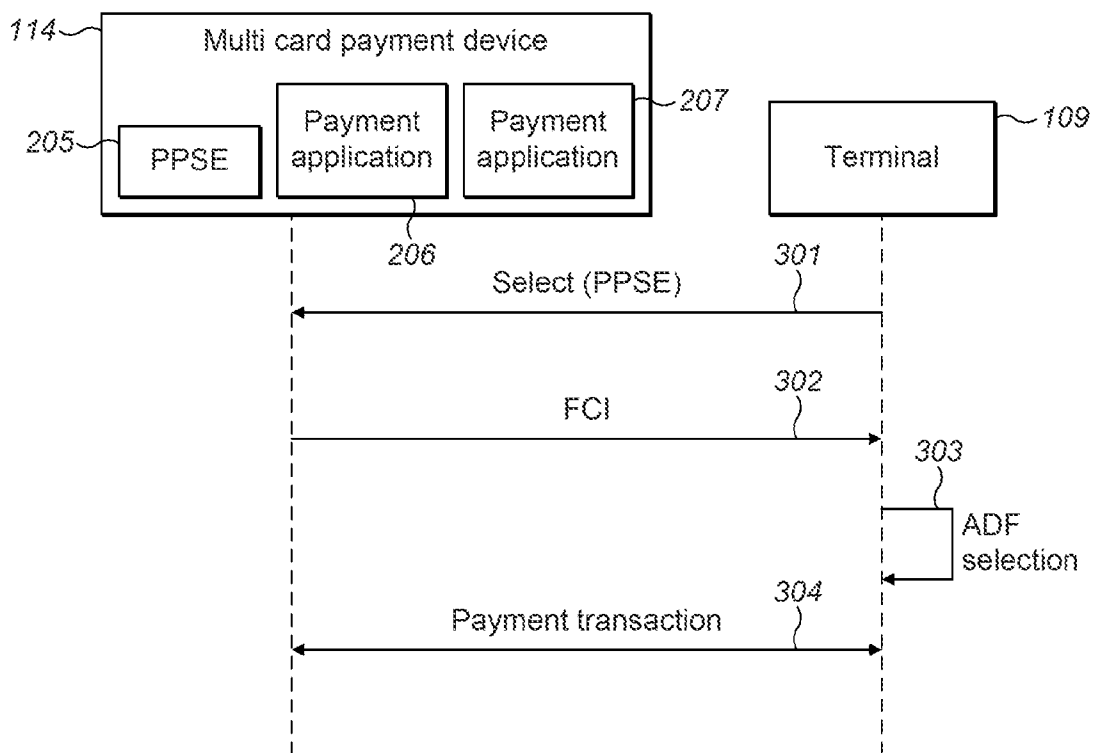 114
Multi card payment device
205
PPSE
Payment
application
206
Payment
application
207
Terminal
109
Select (PPSE)
301
FCI
302
303
ADF
selection
Payment transaction
304